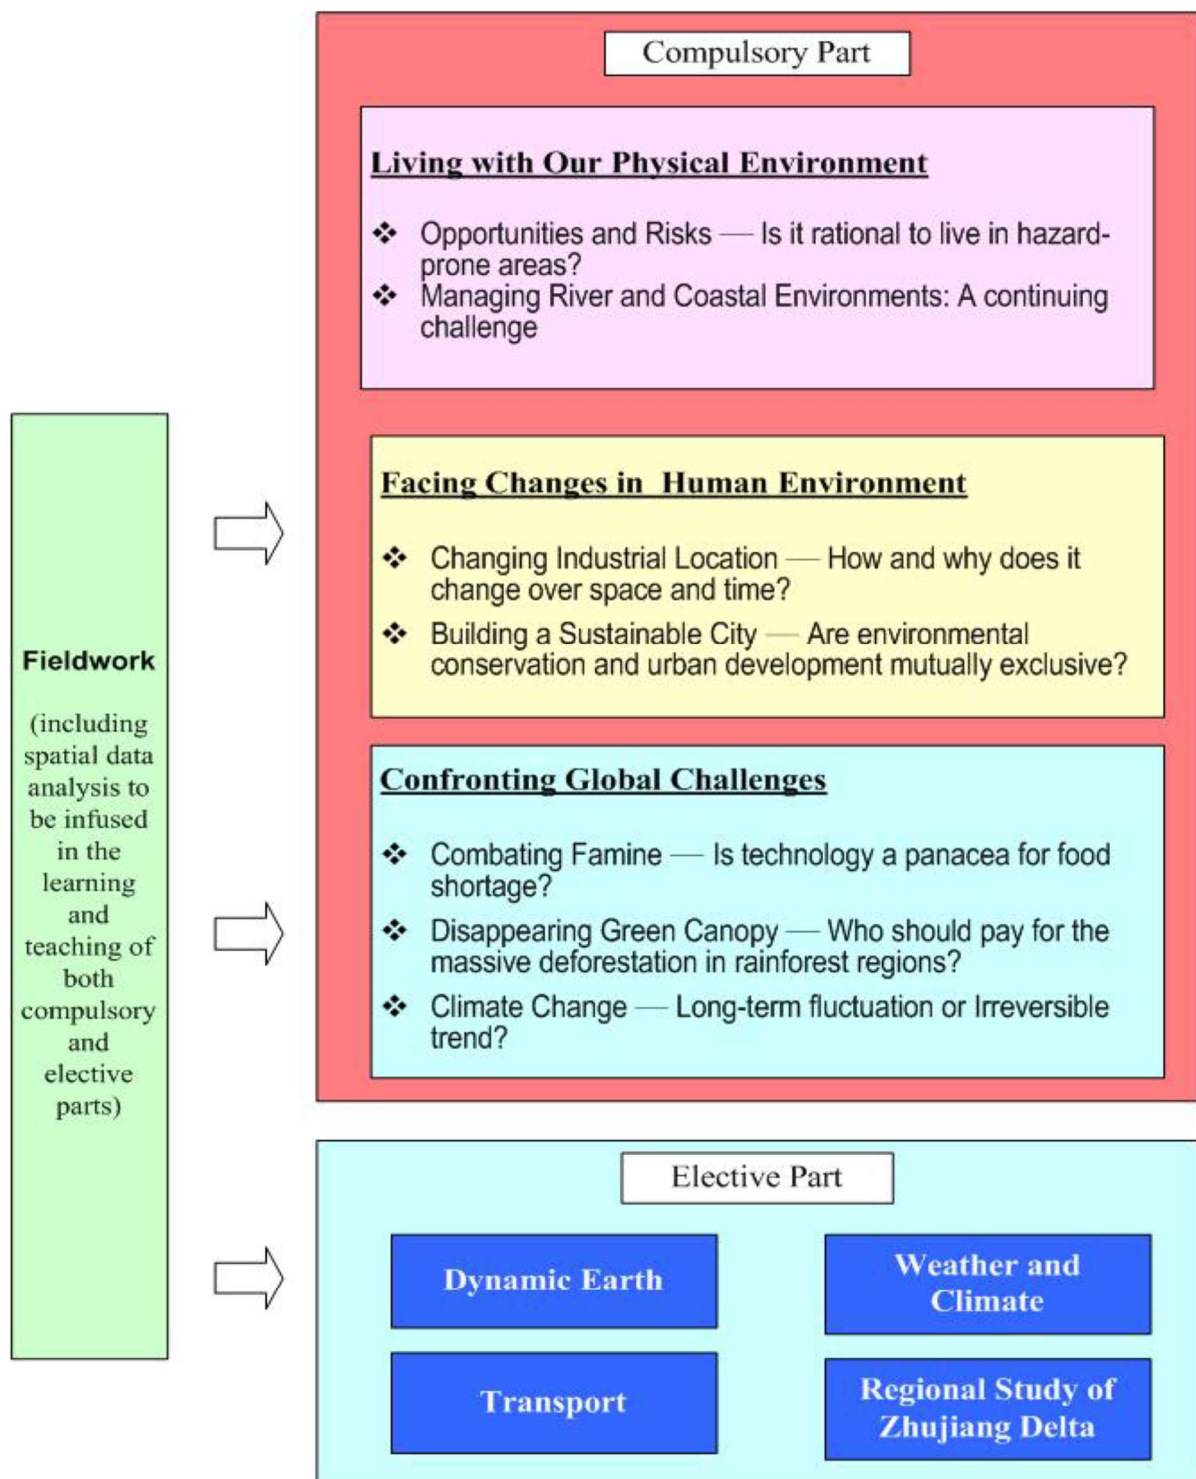 Compulsory Part
Living with Our Physical Environment
❖ Opportunities and Risks — Is it rational to live in hazard-
prone areas?
❖ Managing River and Coastal Environments: A continuing
challenge
Facing Changes in Human Environment
❖ Changing Industrial Location — How and why does it
change over space and time?
❖ Building a Sustainable City — Are environmental
conservation and urban development mutually exclusive?
Confronting Global Challenges
❖ Combating Famine — Is technology a panacea for food
shortage?
❖ Disappearing Green Canopy — Who should pay for the
massive deforestation in rainforest regions?
❖ Climate Change — Long-term fluctuation or Irreversible
trend?
Fieldwork
(including
spatial data
analysis to
be infused
in the
learning
and
teaching of
both
compulsory
and
elective
parts)
Elective Part
Dynamic Earth
Weather and
Climate
Transport
Regional Study of
Zhujiang Delta